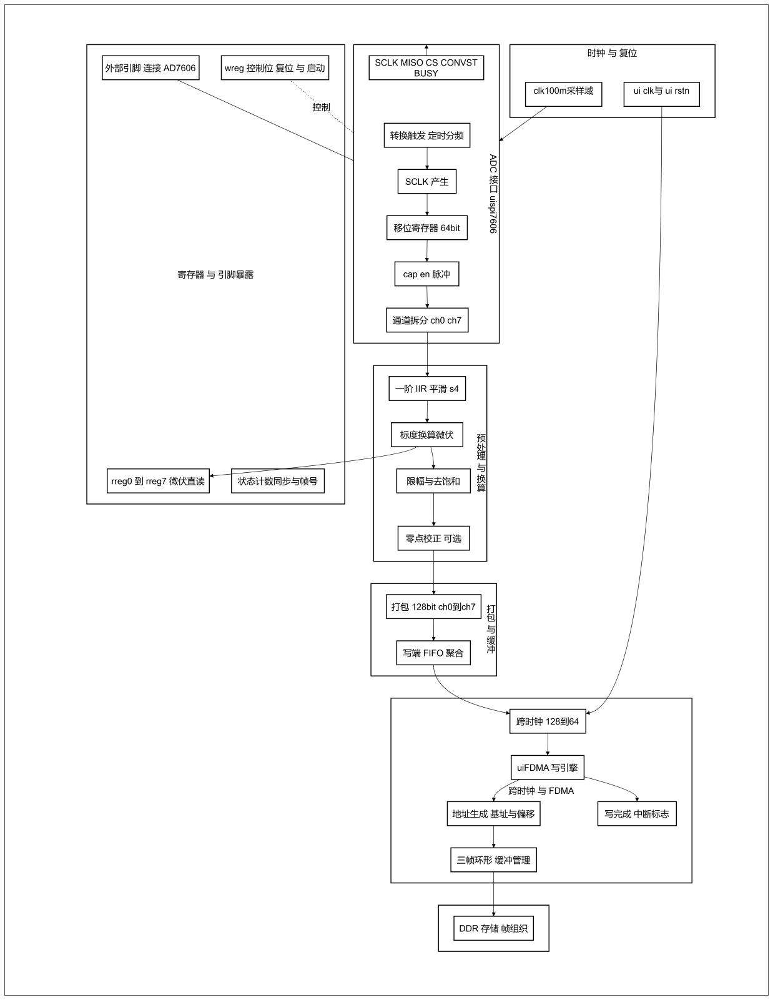 时钟 与 复位
外部引脚 连接 AD7606
wreg 控制位 复位 与 启动
SCLK MISO CS CONVST
BUSY
clk100m采样域
ui clk与 ui rstn
控制
转换触发 定时分频
SCLK 产生
ADC 接口 uispi7606
移位寄存器 64bit
寄存器 与 引脚暴露
cap en 脉冲
通道拆分 ch0 ch7
一阶 IIR 平滑 s4
标度换算微伏
预处理 与 换算
rreg0 到 rreg7 微伏直读
状态计数同步与帧号
限幅与去饱和
零点校正 可选
打包 128bit ch0到ch7
打包 与 缓冲
写端 FIFO 聚合
跨时钟 128到64
uiFDMA 写引擎
跨时钟 与 FDMA
地址生成 基址与偏移
写完成 中断标志
三帧环形 缓冲管理
DDR 存储 帧组织